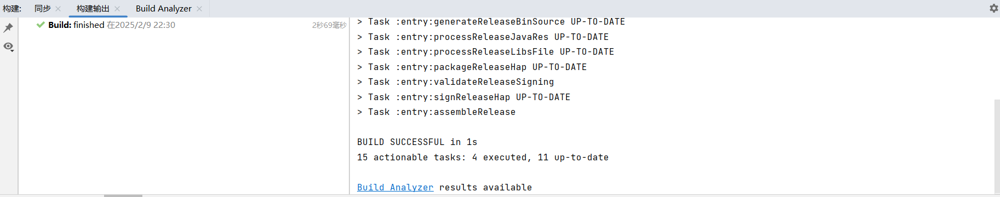 构建: 同步 构建输出 Build Analyzer
Build: finished 在2025/2/9 22:30 2秒69毫秒
> Task :entry:generateReleaseBinSource UP-TO-DATE
> Task :entry:processReleaseJavaRes UP-TO-DATE
> Task :entry:processReleaseLibsFile UP-TO-DATE
> Task :entry:packageReleaseHap UP-TO-DATE
> Task :entry:validateReleaseSigning
> Task :entry:signReleaseHap UP-TO-DATE
> Task :entry:assembleRelease
BUILD SUCCESSFUL in 1s
15 actionable tasks: 4 executed, 11 up-to-date
Build Analyzer results available